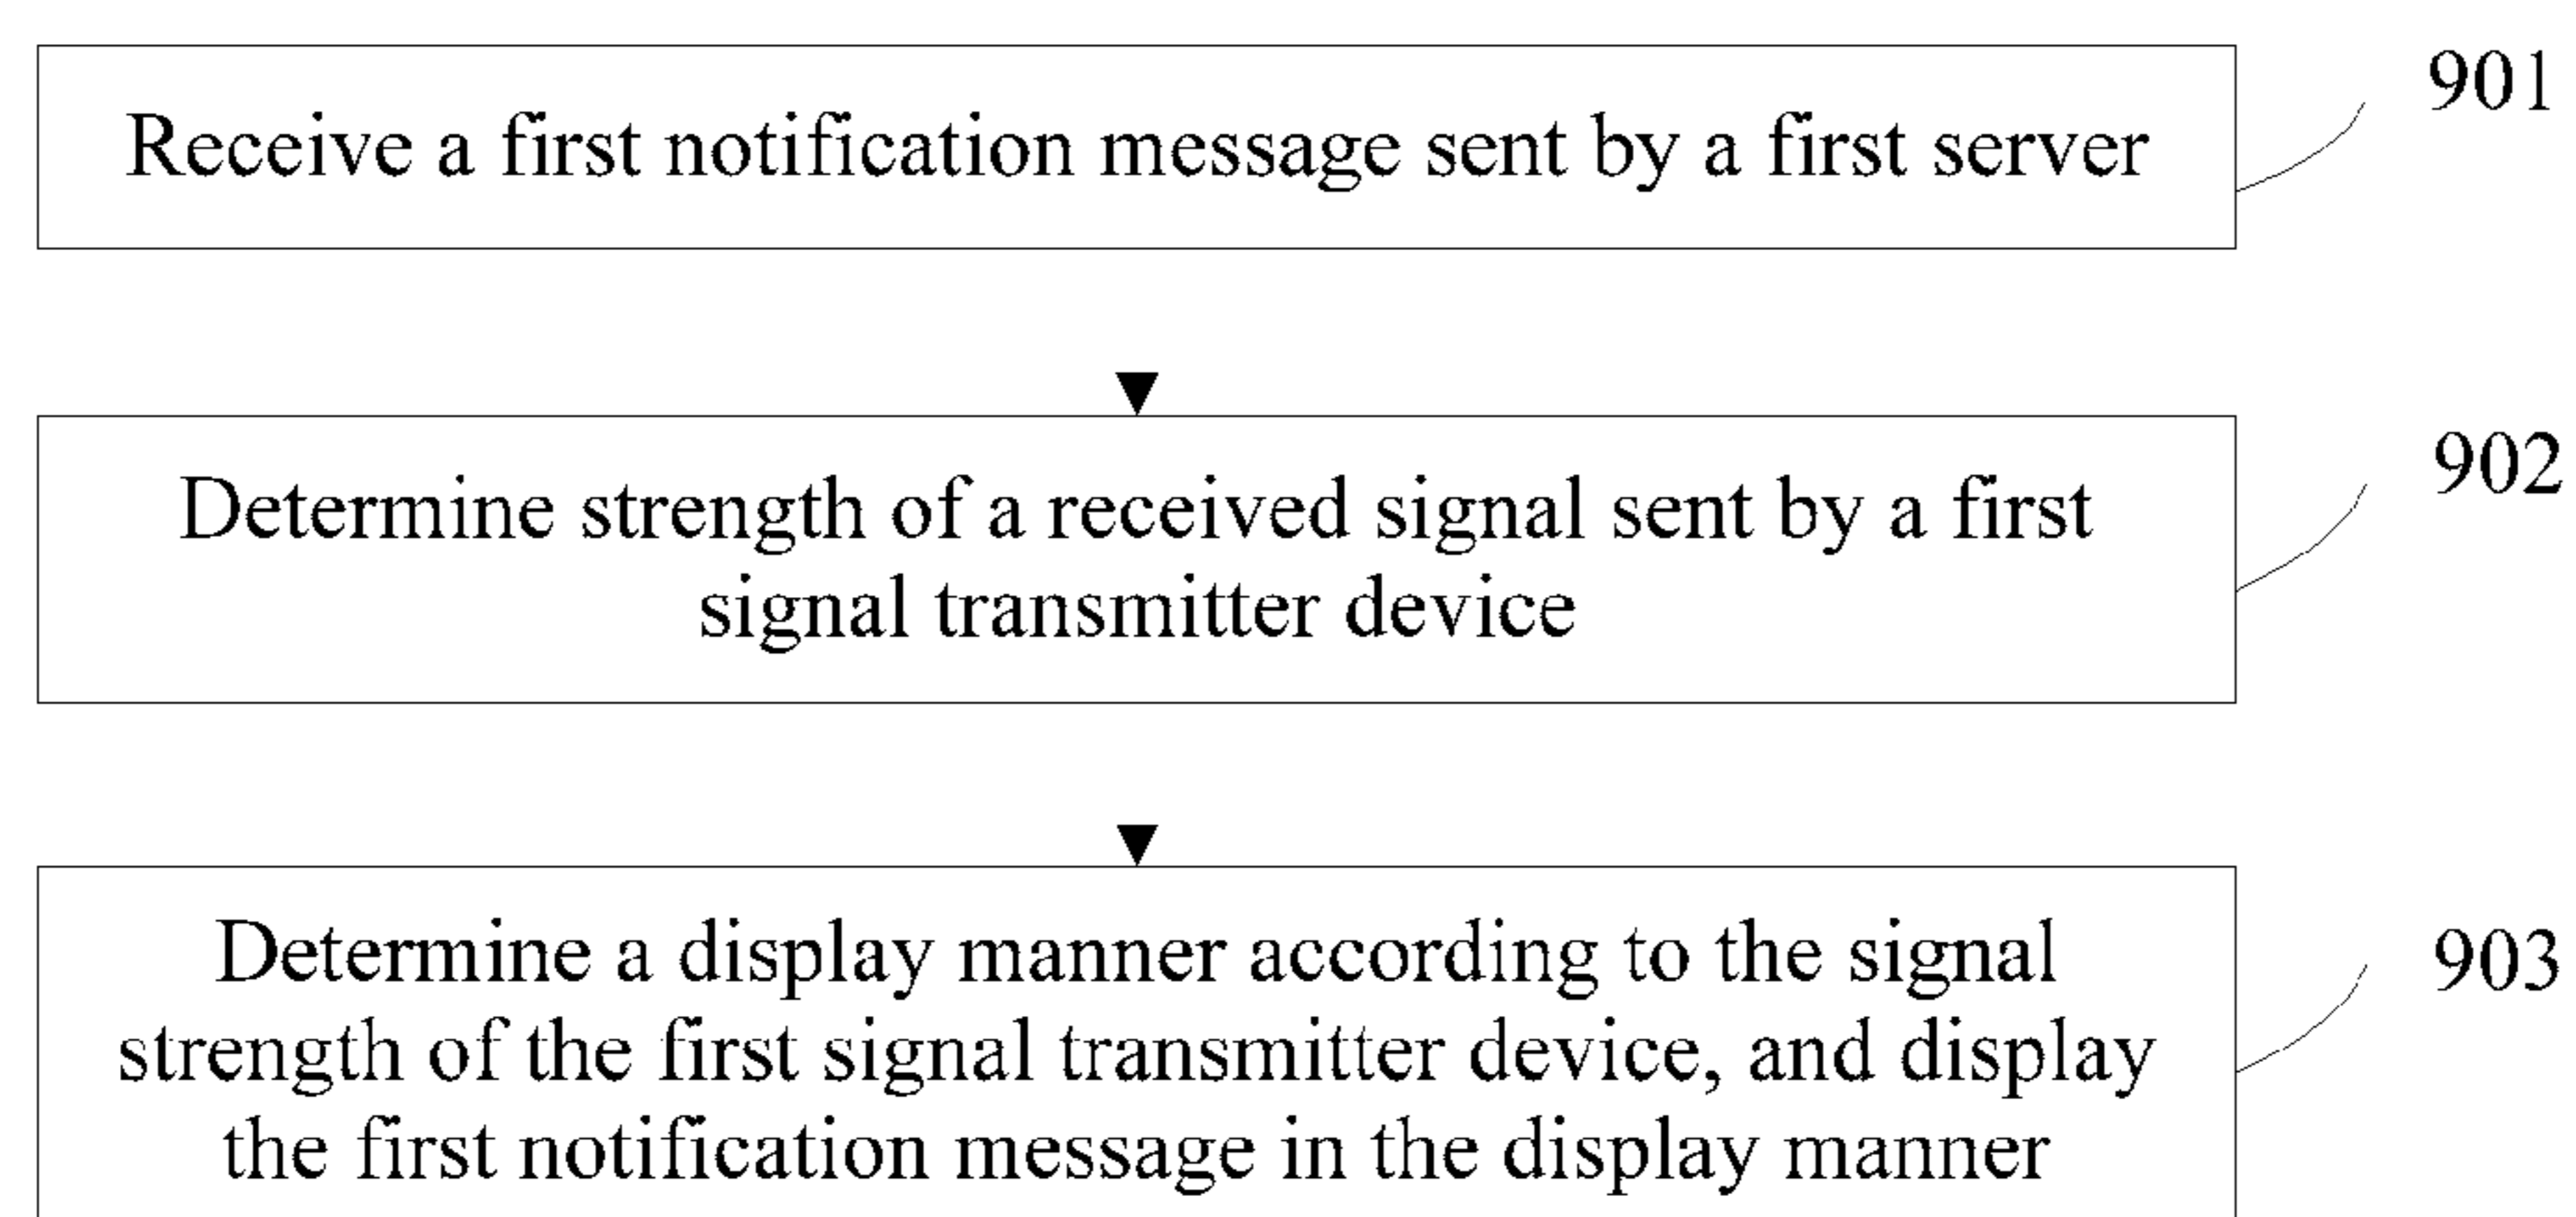 Receive a first notification message sent by a first server
901
Determine strength of a received signal sent by a first
signal transmitter device
902
Determine a display manner according to the signal
strength of the first signal transmitter device, and display
the first notification message in the display manner
903